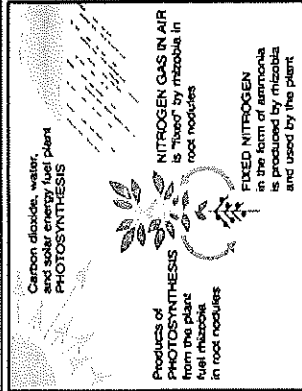 Carbon dioxide, water,
and solar energy fuel plant
PHOTOSYNTHESIS
NITROGEN GAS IN AIR
is "fixed" by rhizobia in
root nodules
Products of
PHOTOSYNTHESIS
from the plant
fuel rhizobia
in root nodules
FIXED NITROGEN
in the form of ammonia
is produced by rhizobia
and used by the plant